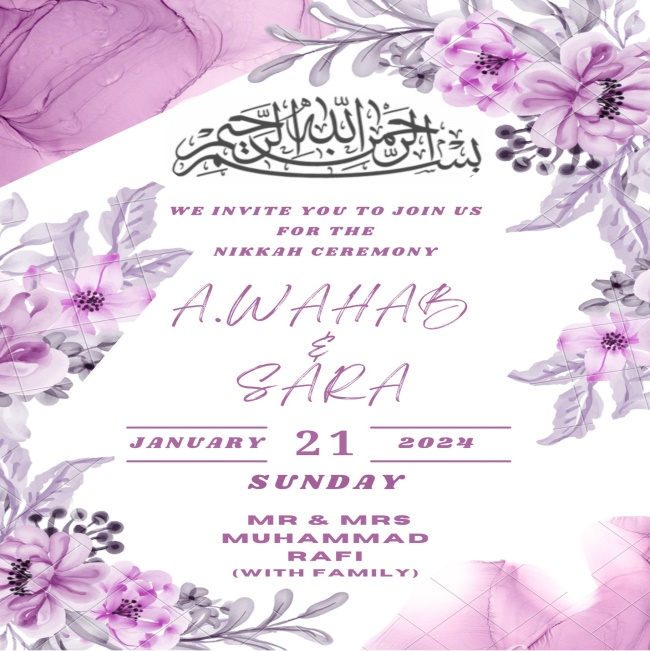 بسم الله الرحمن الرحيم
WE INVITE YOU TO JOIN US
FOR THE
NIKKAH CEREMONY
A.WAHAB
&
SARA
JANUARY 21 2024
SUNDAY
MR & MRS
MUHAMMAD
RAFI
(WITH FAMILY)